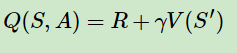 Q(S, A) = R + γV(S′)